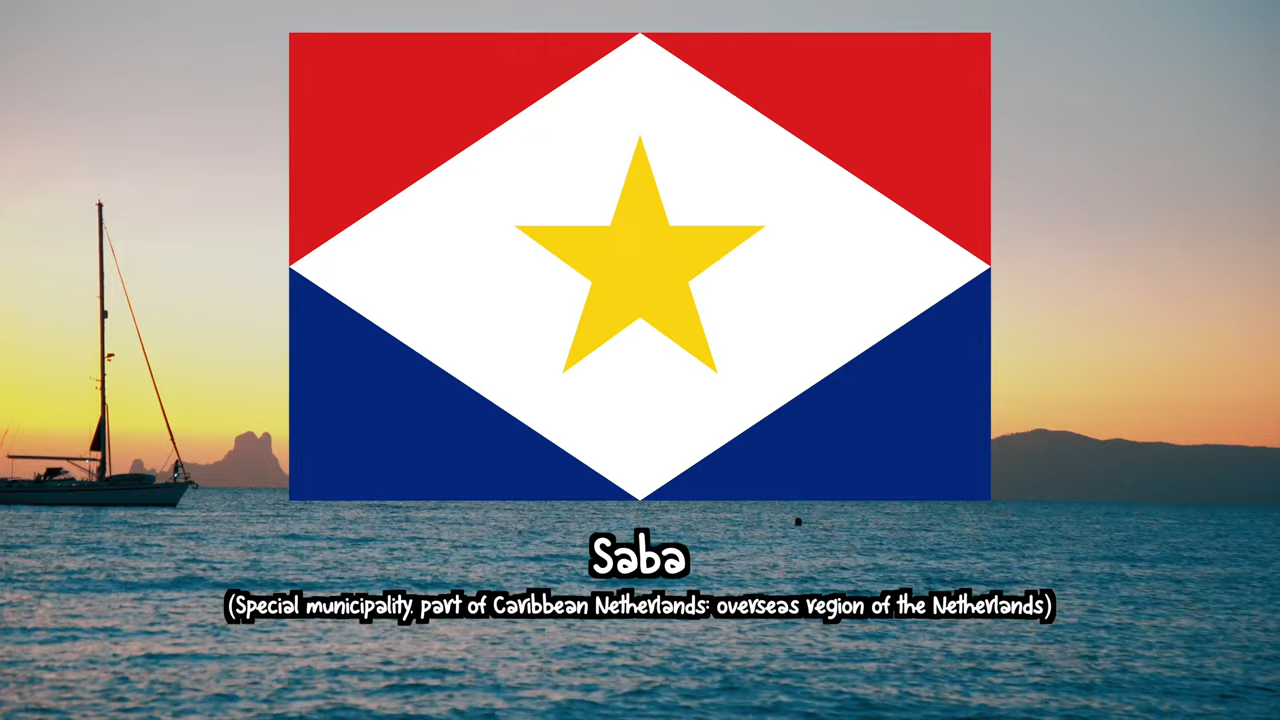 Saba
(Special municipality, part of Caribbean Netherlands: overseas region of the Netherlands)